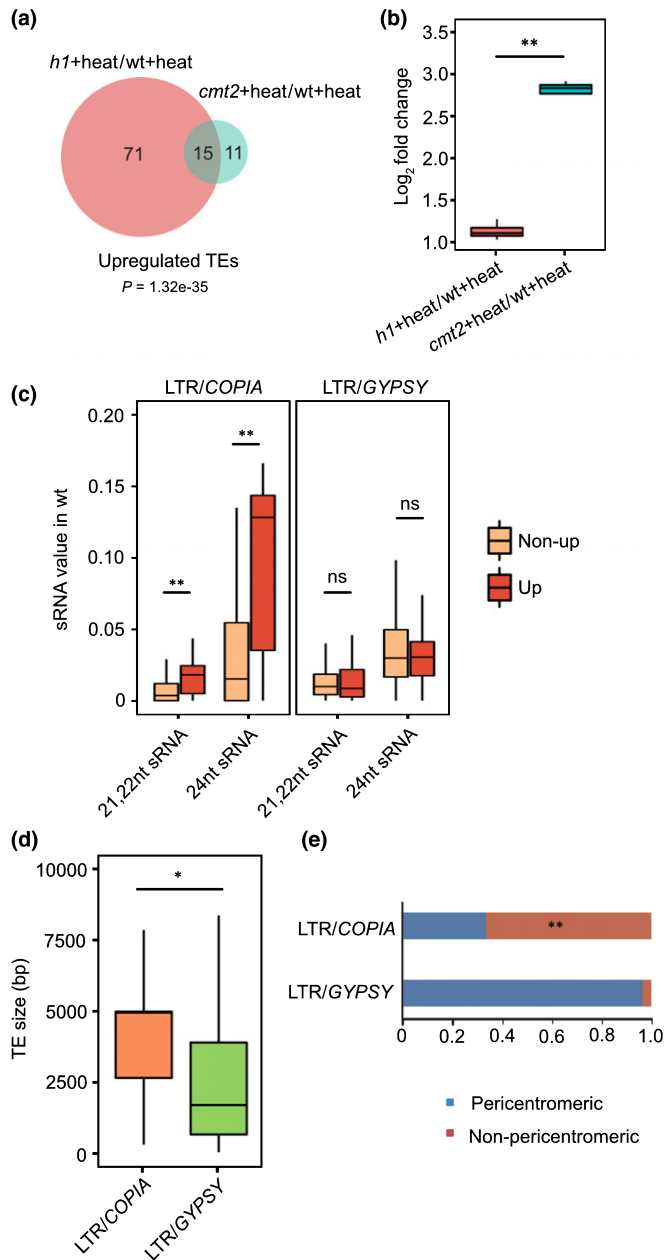 (a)
h1+heat/wt+heat
cmt2+heat/wt+heat
71
15
11
Upregulated TEs
P = 1.32e-35
(b)
Log2 fold change
3.5
3.0
2.5
2.0
1.5
1.0
**
h1+heat/wt+heat
cmt2+heat/wt+heat
(c)
LTR/COPIA
LTR/GYPSY
sRNA value in wt
0.20
0.15
0.10
0.05
0
**
**
ns
ns
21,22nt sRNA
24nt sRNA
21,22nt sRNA
24nt sRNA
Non-up
Up
(d)
TE size (bp)
10000
7500
5000
2500
0
*
LTR/COPIA
LTR/GYPSY
(e)
LTR/COPIA
**
LTR/GYPSY
0 0.2 0.4 0.6 0.8 1.0
Pericentromeric
Non-pericentromeric